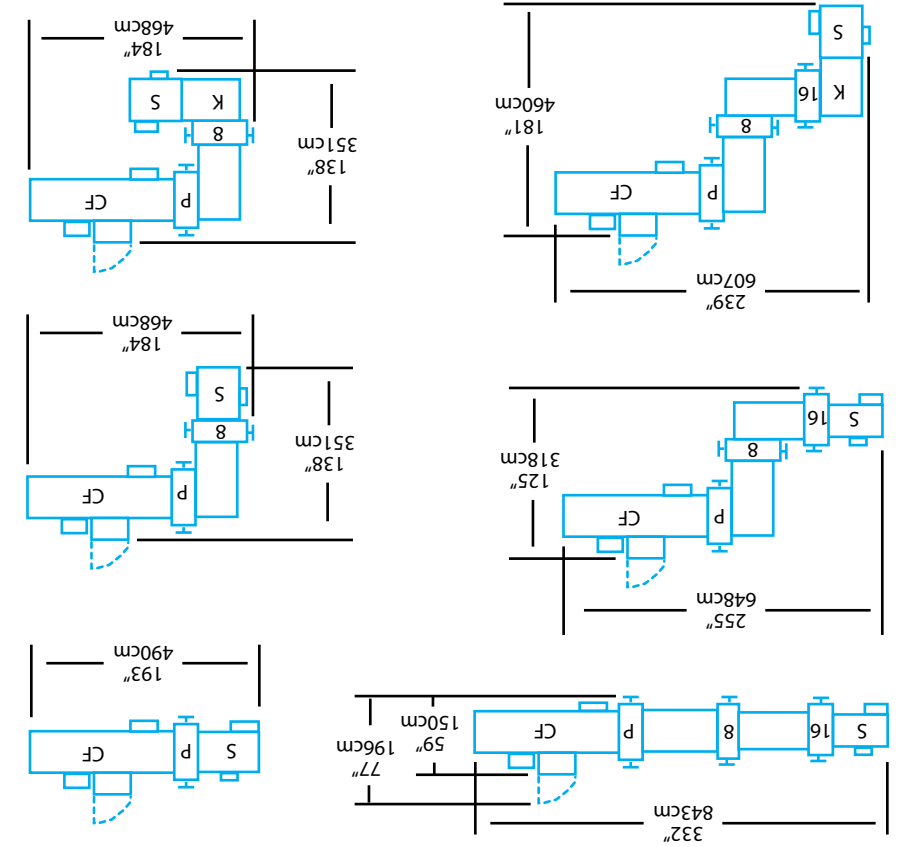 332"
843cm
77"
196cm
59"
150cm
S 16 8 P CF
S P CF
193"
490cm
255"
648cm
P CF
125"
318cm
8
S 16
P CF
138"
351cm
8
S
184"
468cm
239"
607cm
P CF
181"
460cm
8
K 16
S
P CF
138"
351cm
8
K S
184"
468cm